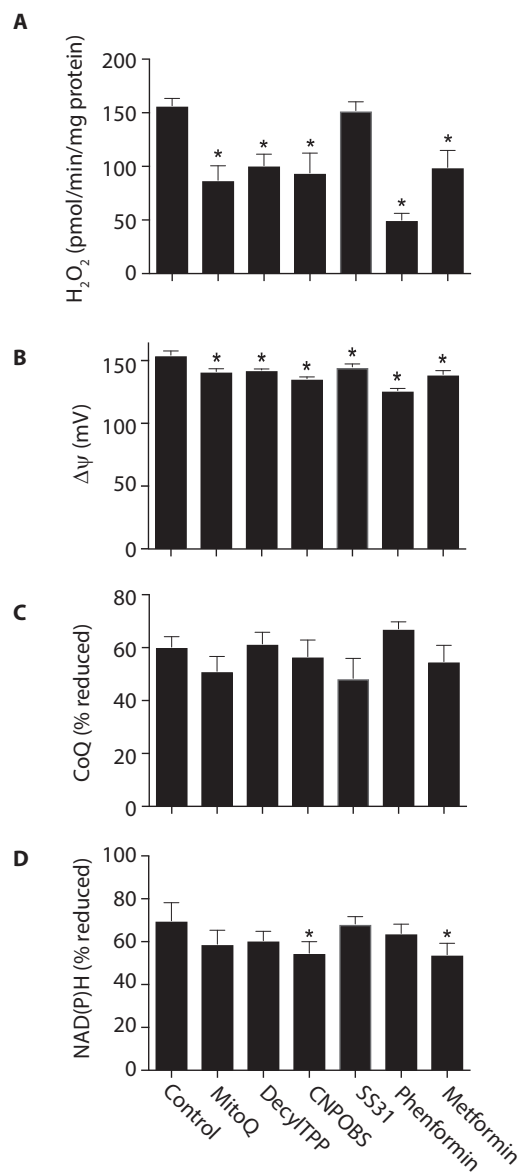 A
200
150
100
50
0
H₂O₂ (pmol/min/mg protein)
* * * * *
B
150
100
50
0
Δψ (mV)
* * * * * *
C
80
60
40
20
0
CoQ (% reduced)
D
100
80
60
40
20
0
NAD(P)H (% reduced)
* *
Control
MitoQ
DecylTPP
CNPOBS
SS31
Phenformin
Metformin